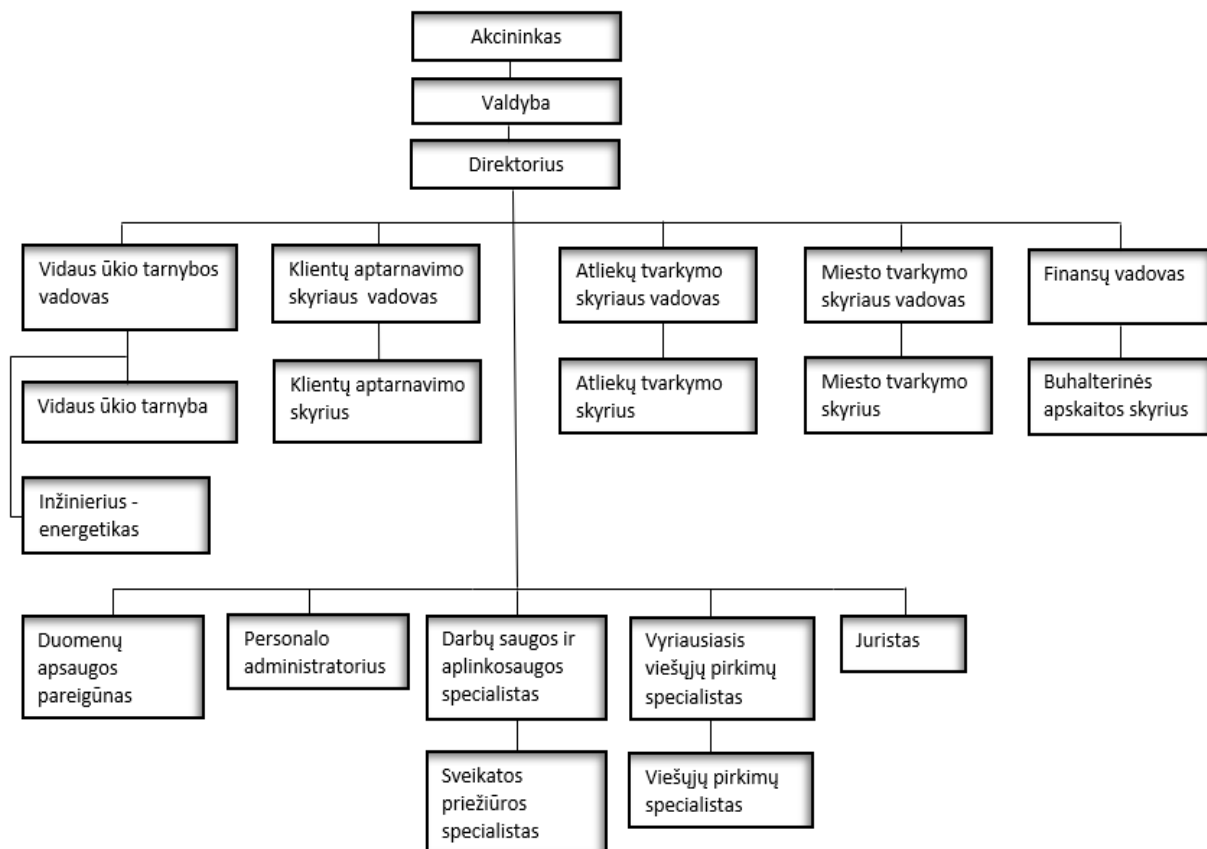 Akcininkas
Valdyba
Direktorius
Vidaus ūkio tarnybos
vadovas
Klientų aptarnavimo
skyriaus vadovas
Atliekų tvarkymo
skyriaus vadovas
Miesto tvarkymo
skyriaus vadovas
Finansų vadovas
Vidaus ūkio tarnyba
Klientų aptarnavimo
skyrius
Atliekų tvarkymo
skyrius
Miesto tvarkymo
skyrius
Buhalterinės
apskaitos skyrius
Inžinierius -
energetikas
Duomenų
apsaugos
pareigūnas
Personalo
administratorius
Darbų saugos ir
aplinkosaugos
specialistas
Vyriausiasis
viešųjų pirkimų
specialistas
Juristas
Sveikatos
priežiūros
specialistas
Viešųjų pirkimų
specialistas